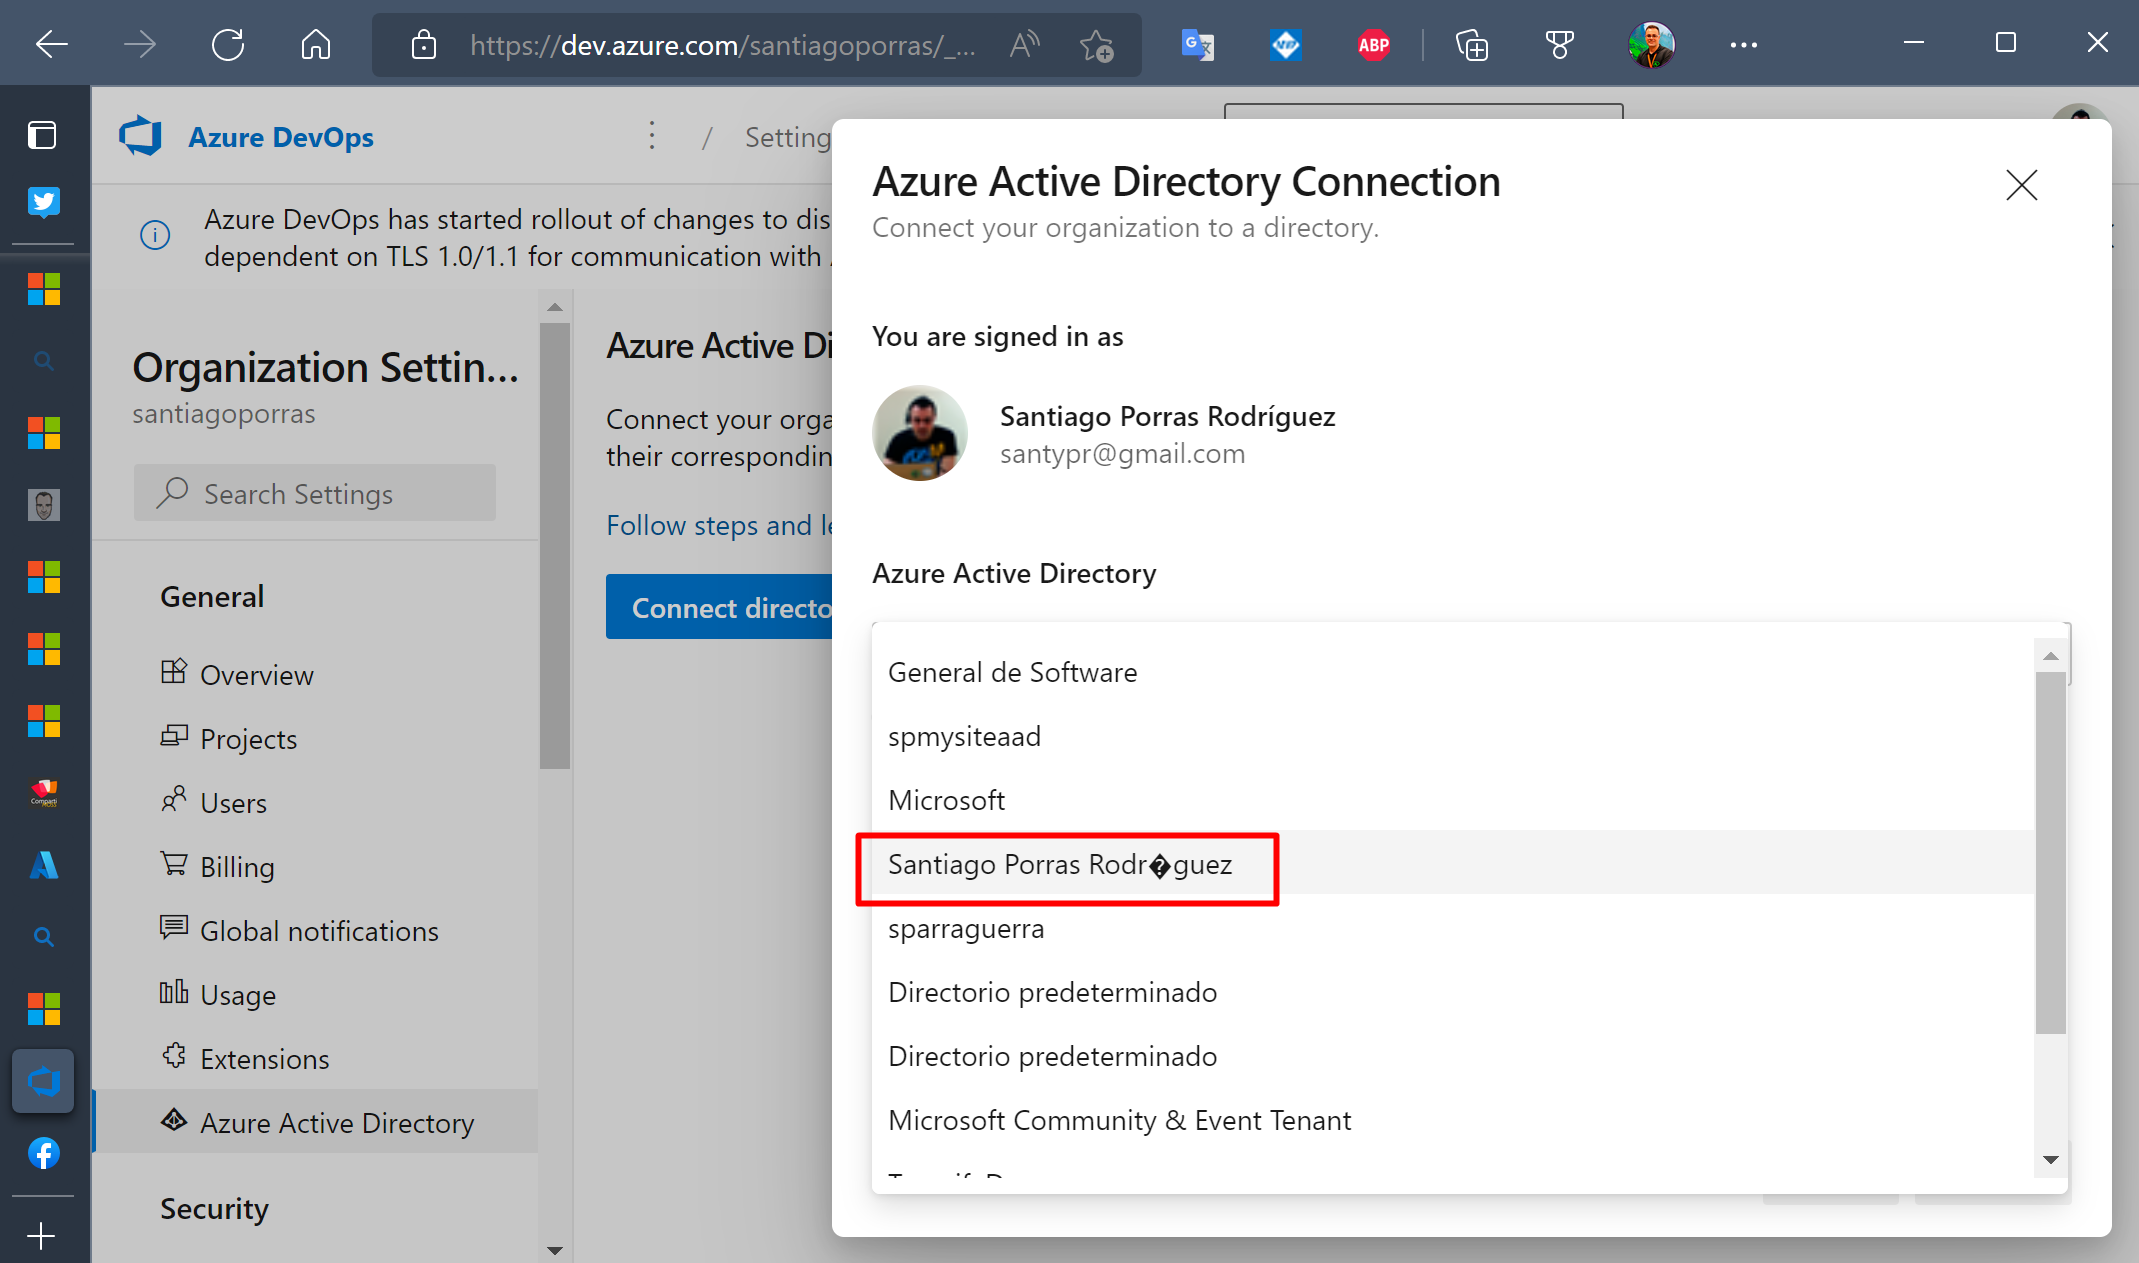 https://dev.azure.com/santiagoporras/_...
ABP
Azure DevOps
/
Setting
Azure DevOps has started rollout of changes to dis
dependent on TLS 1.0/1.1 for communication with
Organization Settin...
santiagoporras
Search Settings
General
Overview
Projects
Users
Billing
Global notifications
Usage
Extensions
Azure Active Directory
Security
Azure Active Di
Connect your orga
their correspondin
Follow steps and le
Connect directo
Azure Active Directory Connection
Connect your organization to a directory.
You are signed in as
Santiago Porras Rodríguez
santypr@gmail.com
Azure Active Directory
General de Software
spmysiteaad
Microsoft
Santiago Porras Rodr�guez
sparraguerra
Directorio predeterminado
Directorio predeterminado
Microsoft Community & Event Tenant